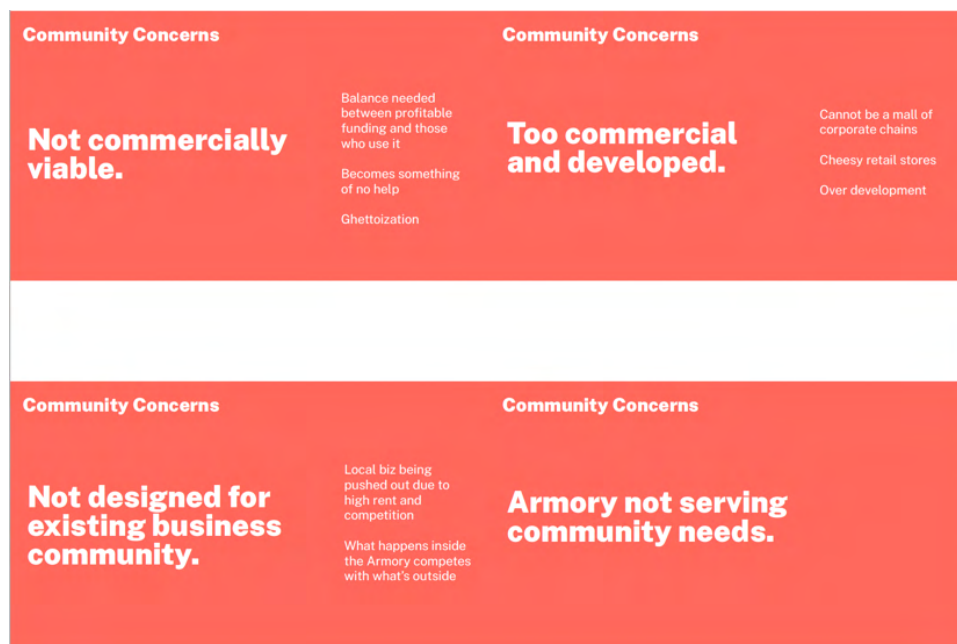 Community Concerns
Not commercially
viable.
Balance needed
between profitable
funding and those
who use it
Becomes something
of no help
Ghettoization
Community Concerns
Too commercial
and developed.
Cannot be a mall of
corporate chains
Cheesy retail stores
Over development
Community Concerns
Not designed for
existing business
community.
Local biz being
pushed out due to
high rent and
competition
What happens inside
the Armory competes
with what's outside
Community Concerns
Armory not serving
community needs.